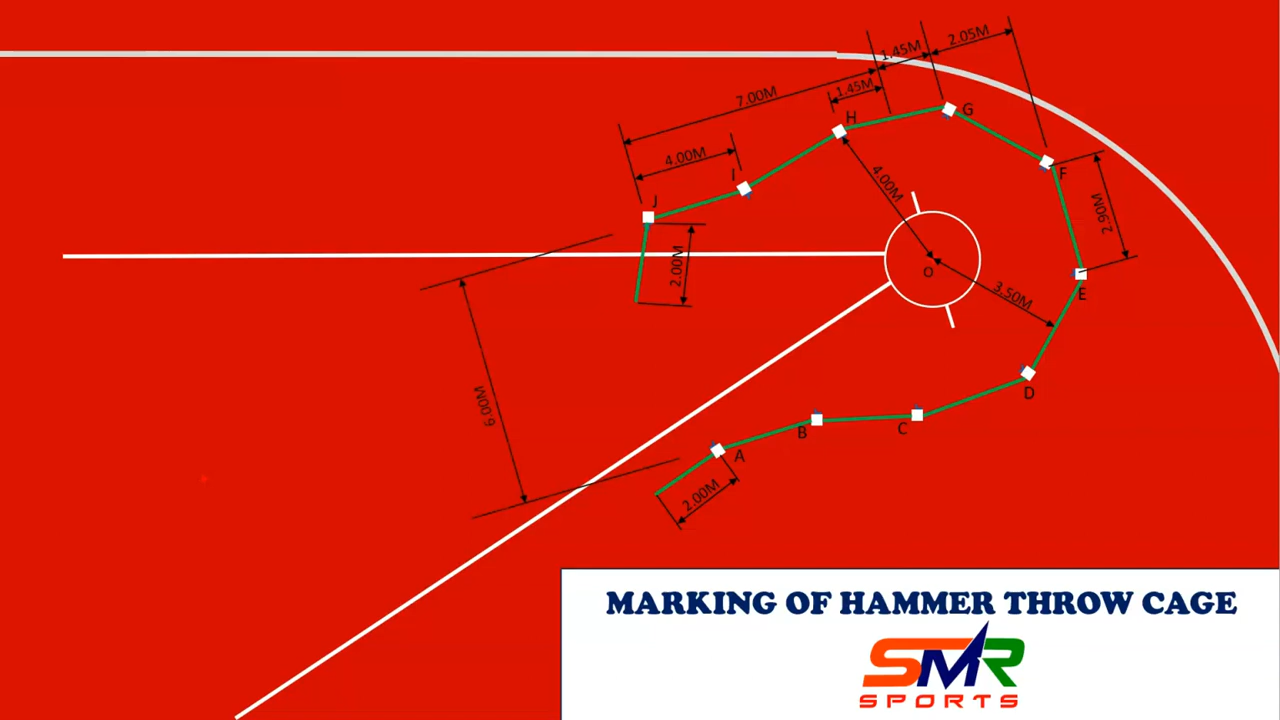 2.05M
1.45M
7.00M
1.45M
G
H
4.00M
I
F
4.00M
J
2.90M
2.00M
O
3.50M
E
6.00M
D
C
B
A
2.00M
MARKING OF HAMMER THROW CAGE
SMR
SPORTS